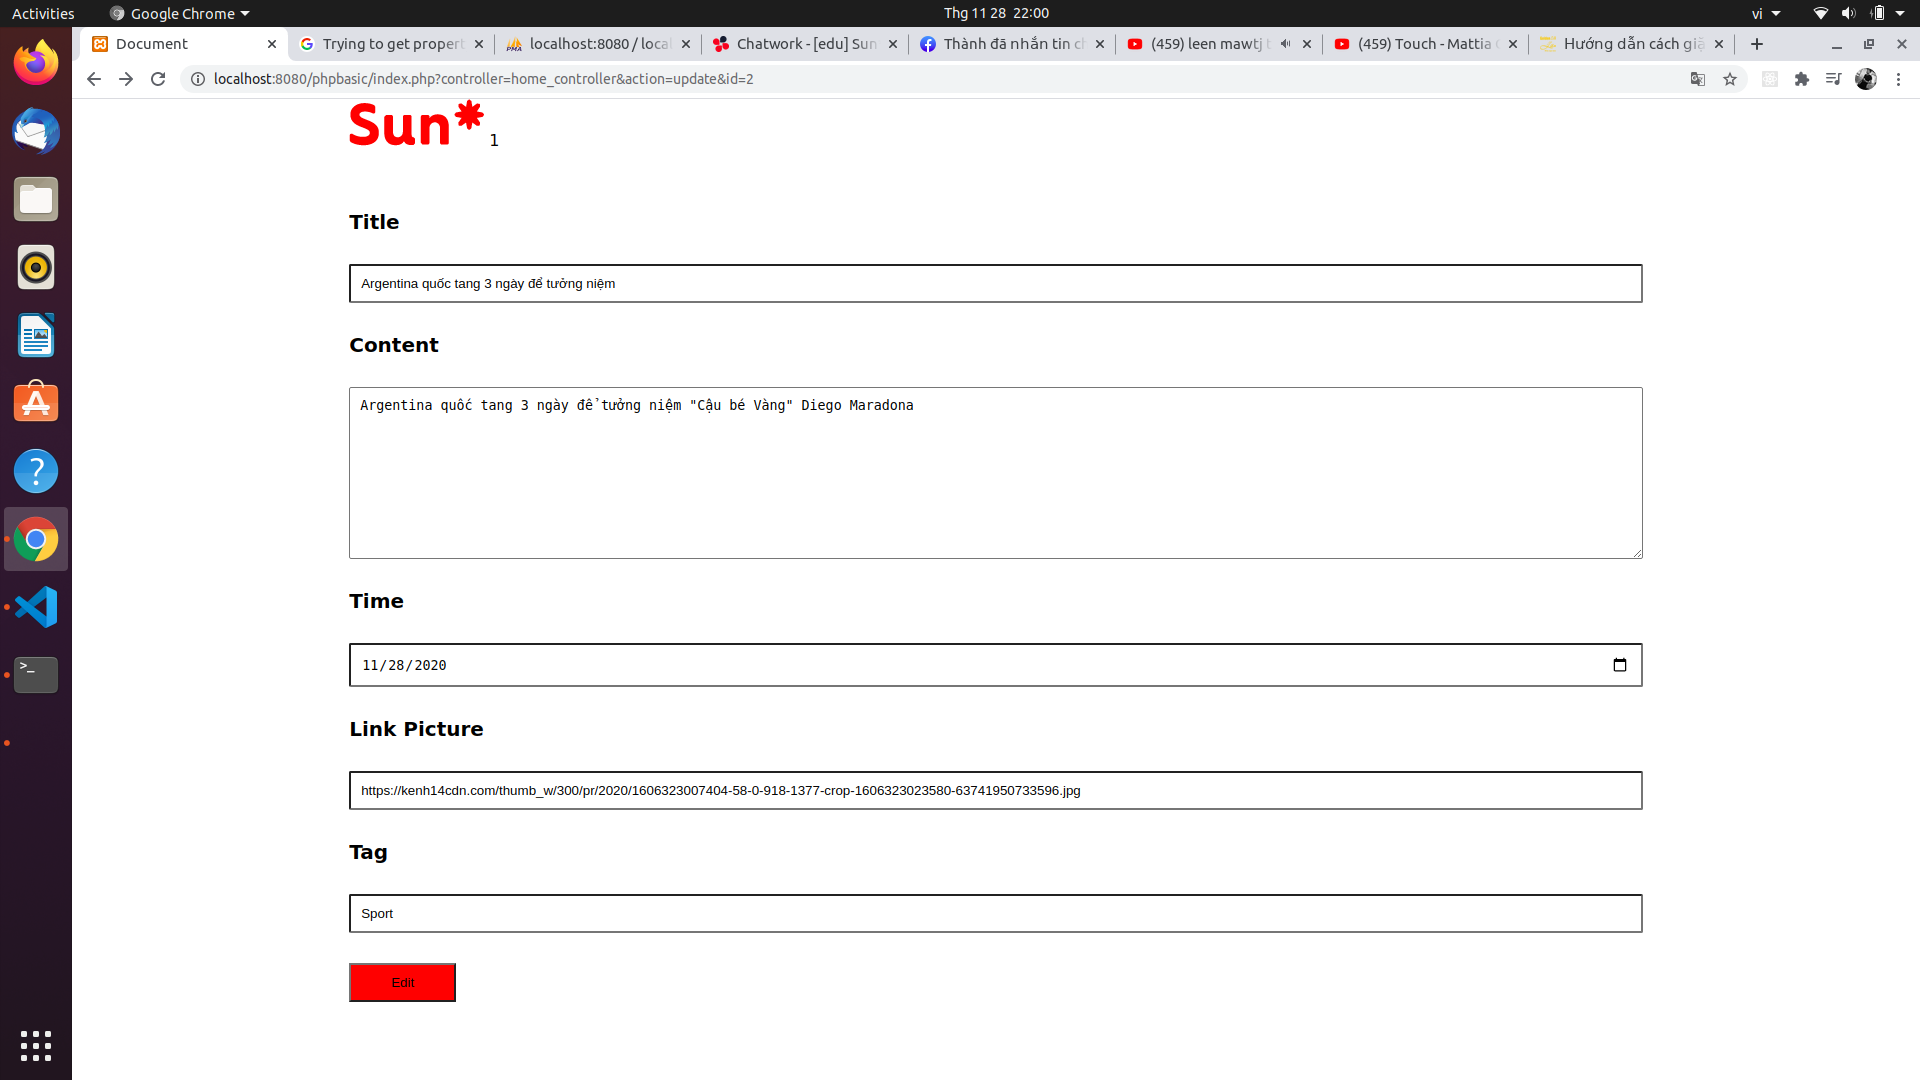 Activities
Google Chrome
Thg 11 28 22:00
vi
Document
Trying to get propert
localhost:8080 / loca
Chatwork - [edu] Sun
Thành đã nhắn tin ch
(459) leen mawtj t
(459) Touch - Mattia
Hướng dẫn cách giả
localhost:8080/phpbasic/index.php?controller=home_controller&action=update&id=2
Sun* 1
Title
Argentina quốc tang 3 ngày để tưởng niệm
Content
Argentina quốc tang 3 ngày để tưởng niệm "Cậu bé Vàng" Diego Maradona
Time
11/28/2020
Link Picture
https://kenh14cdn.com/thumb_w/300/pr/2020/1606323007404-58-0-918-1377-crop-1606323023580-63741950733596.jpg
Tag
Sport
Edit